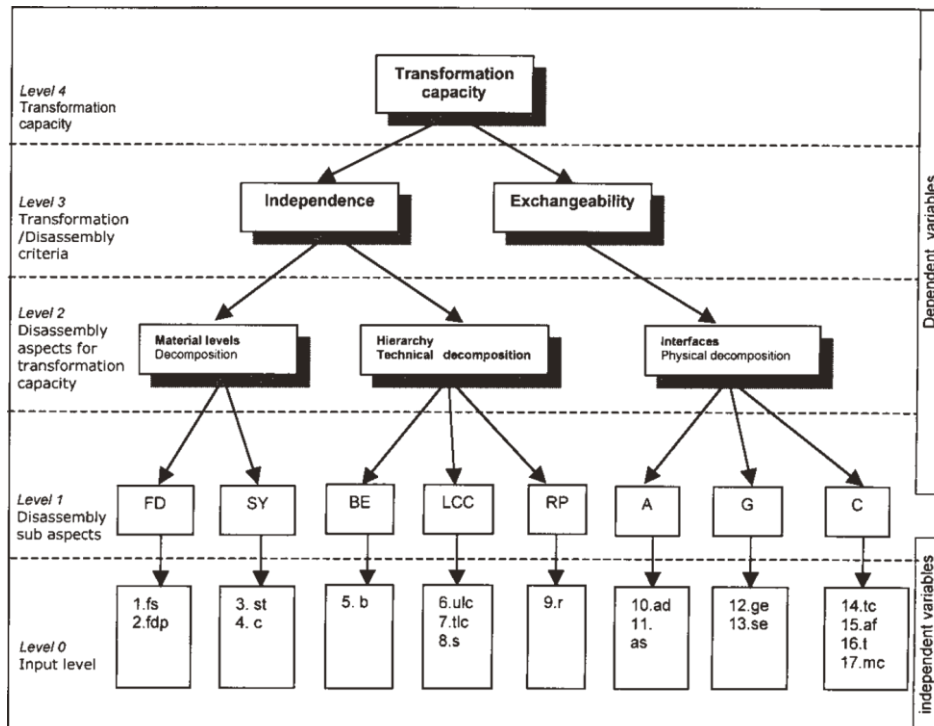 Transformation
capacity
Level 4
Transformation
capacity
Independence
Exchangeability
Level 3
Transformation
/Disassembly
criteria
Level 2
Disassembly
aspects for
transformation
capacity
Material levels
Decomposition
Hierarchy
Technical decomposition
Interfaces
Physical decomposition
Dependent variables
Level 1
Disassembly
sub aspects
FD
SY
BE
LCC
RP
A
G
C
Level 0
Input level
1.fs
2.fdp
3. st
4. c
5. b
6.ulc
7.tlc
8.s
9.r
10.ad
11.
as
12.ge
13.se
14.tc
15.af
16.t
17.mc
independent variables